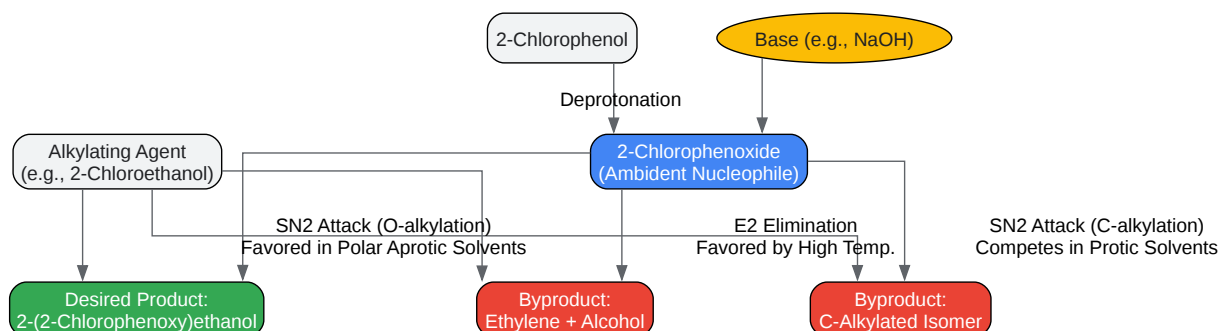 2-Chlorophenol
Base (e.g., NaOH)
Deprotonation
Alkylating Agent
(e.g., 2-Chloroethanol)
2-Chlorophenoxide
(Ambident Nucleophile)
SN2 Attack (O-alkylation)
Favored in Polar Aprotic Solvents
E2 Elimination
Favored by High Temp.
SN2 Attack (C-alkylation)
Competes in Protic Solvents
Desired Product:
2-(2-Chlorophenoxy)ethanol
Byproduct:
Ethylene + Alcohol
Byproduct:
C-Alkylated Isomer